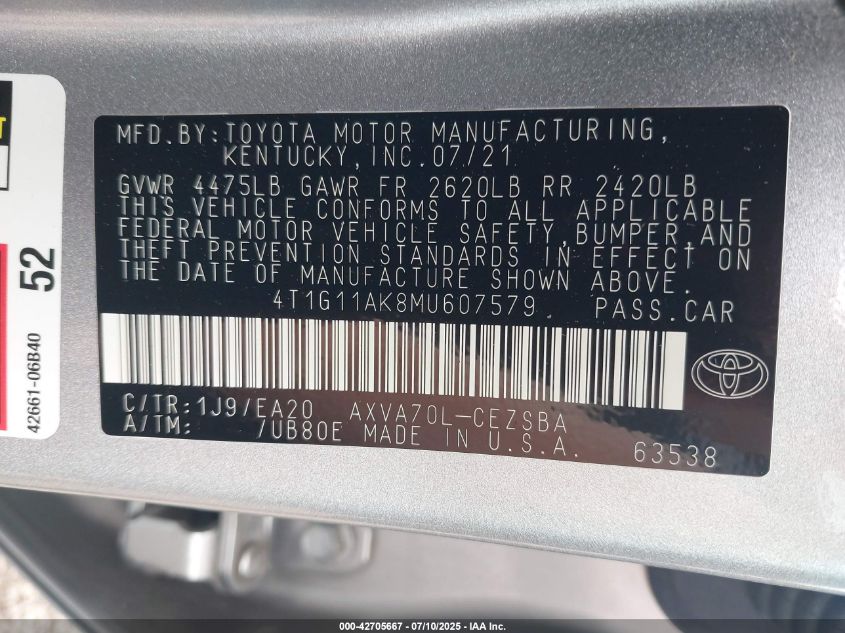 MFD.BY:TOYOTA MOTOR MANUFACTURING,
KENTUCKY,INC.07/21
GVWR 4475LB GAWR FR 2620LB RR 2420LB
THIS VEHICLE CONFORMS TO ALL APPLICABLE
FEDERAL MOTOR VEHICLE SAFETY,BUMPER,AND
THEFT PREVENTION STANDARDS IN EFFECT ON
THE DATE OF MANUFACTURE SHOWN ABOVE.
4T1G11AK8MU607579 PASS.CAR
C/TR:1J9/EA20 AXVA70L-CEZSBA
A/TM: /UB80E MADE IN U.S.A.
63538
52
42661-06B40
000-42705667 - 07/10/2025 - IAA Inc.